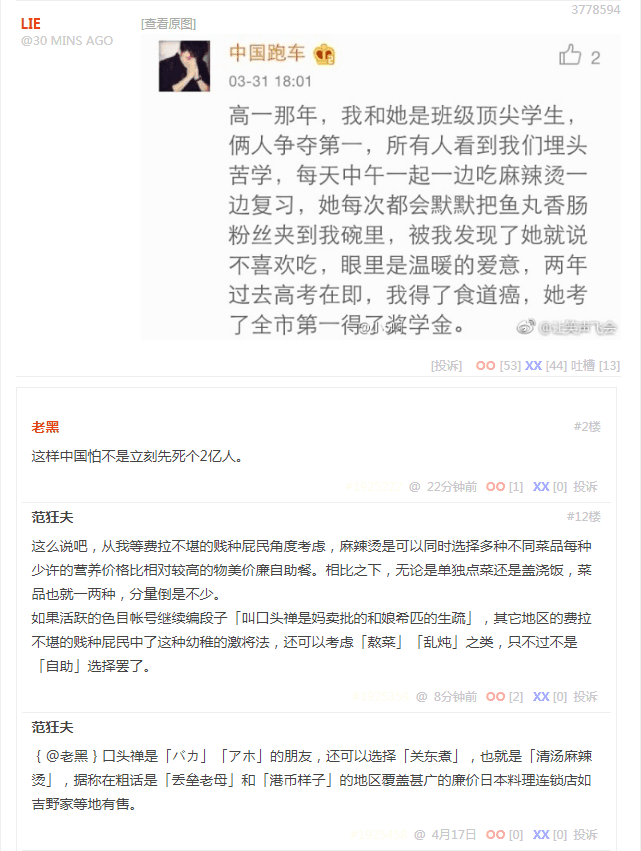 3778594
LIE
[查看原图]
@30 MINS AGO
中国跑车
2
03-31 18:01
高一那年，我和她是班级顶尖学生，
俩人争夺第一，所有人看到我们埋头
苦学，每天中午一起一边吃麻辣烫一
边复习，她每次都会默默把鱼丸香肠
粉丝夹到我碗里，被我发现了她就说
不喜欢吃，眼里是温暖的爱意，两年
过去高考在即，我得了食道癌，她考
了全市第一得了奖学金。
[投诉] OO [53] XX [44] 吐槽 [13]
老黑
#2楼
这样中国怕不是立刻先死个2亿人。
@ 22分钟前 OO [1] XX [0] 投诉
范狂夫
#12楼
这么说吧，从我等费拉不堪的贱种屁民角度考虑，麻辣烫是可以同时选择多种不同菜品每种
少许的营养价格比相对较高的物美价廉自助餐。相比之下，无论是单独点菜还是盖浇饭，菜
品也就一两种，分量倒是不少。
如果活跃的色目帐号继续编段子「叫口头禅是妈卖批的和娘希匹的生疏」，其它地区的费拉
不堪的贱种屁民中了这种幼稚的激将法，还可以考虑「熬菜」「乱炖」之类，只不过不是
「自助」选择罢了。
@ 8分钟前 OO [2] XX [0] 投诉
范狂夫
｛@老黑｝口头禅是「バカ」「アホ」的朋友，还可以选择「关东煮」，也就是「清汤麻辣
烫」，据称在粗话是「丢垒老母」和「港币样子」的地区覆盖甚广的廉价日本料理连锁店如
吉野家等地有售。
@ 4月17日 OO [0] XX [0] 投诉